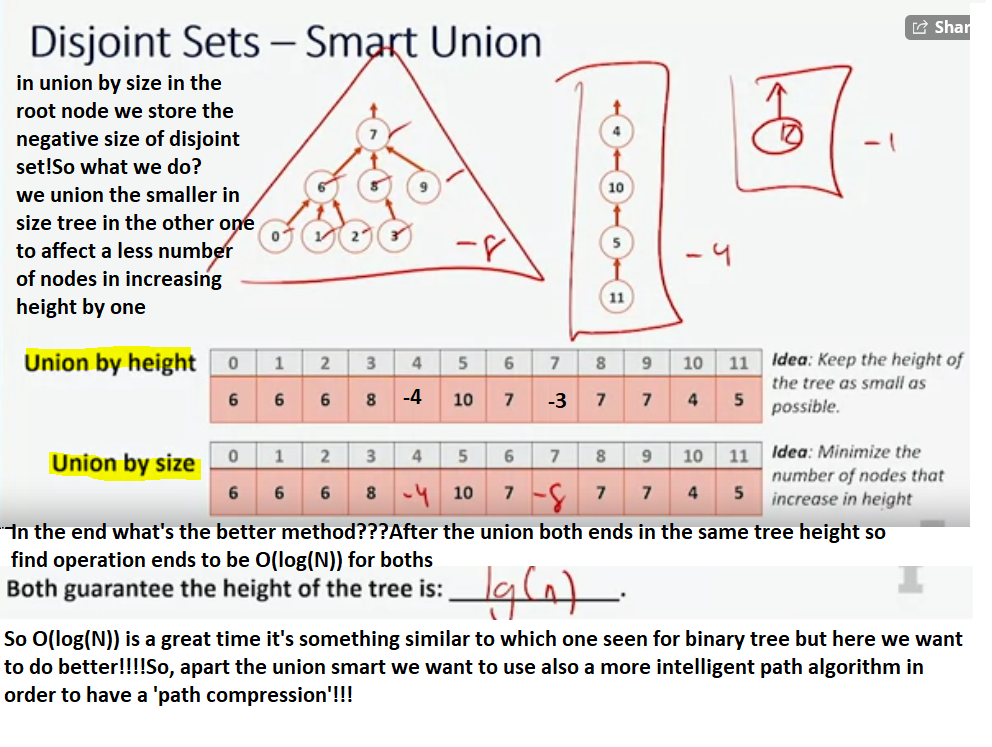 Disjoint Sets – Smart Union
Shar
in union by size in the
root node we store the
negative size of disjoint
set!So what we do?
we union the smaller in
size tree in the other one
to affect a less number
of nodes in increasing
height by one
7
6 8 9
0 1 2 3
-8
4
10
5
11
-4
12
-1
Union by height
0 1 2 3 4 5 6 7 8 9 10 11
6 6 6 8 -4 10 7 -3 7 7 4 5
Idea: Keep the height of
the tree as small as
possible.
Union by size
0 1 2 3 4 5 6 7 8 9 10 11
6 6 6 8 -4 10 7 -8 7 7 4 5
Idea: Minimize the
number of nodes that
increase in height
In the end what's the better method???After the union both ends in the same tree height so
find operation ends to be O(log(N)) for boths
Both guarantee the height of the tree is: lg(n).
So O(log(N)) is a great time it's something similar to which one seen for binary tree but here we want
to do better!!!!So, apart the union smart we want to use also a more intelligent path algorithm in
order to have a 'path compression'!!!